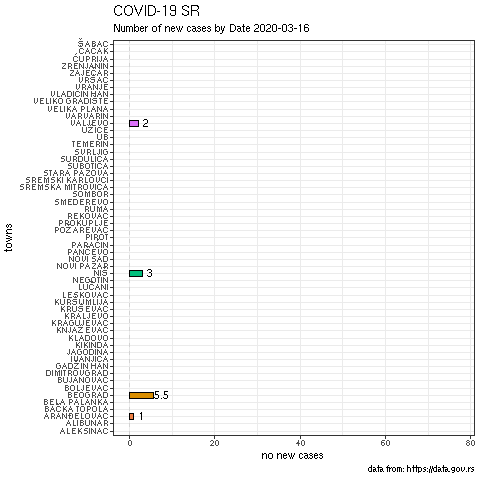 COVID-19 SR
Number of new cases by Date 2020-03-16
ŠABAC
ČAČAK
ĆUPRIJA
ZRENJANIN
ZAJEČAR
VRŠAC
VRANJE
VLADIČIN HAN
VELIKO GRADIŠTE
VELIKA PLANA
VARVARIN
VALJEVO
2
UŽICE
UB
TEMERIN
SVRLJIG
SURDULICA
SUBOTICA
STARA PAZOVA
SREMSKI KARLOVCI
SREMSKA MITROVICA
SOMBOR
SMEDEREVO
RUMA
REKOVAC
PROKUPLJE
POŽAREVAC
PIROT
PARAĆIN
PANČEVO
NOVI SAD
NOVI PAZAR
NIŠ
3
NEGOTIN
LUČANI
LESKOVAC
KURŠUMLIJA
KRUŠEVAC
KRALJEVO
KRAGUJEVAC
KNJAŽEVAC
KLADOVO
KIKINDA
JAGODINA
IVANJICA
GADŽIN HAN
DIMITROVGRAD
BUJANOVAC
BOLJEVAC
BEOGRAD
5.5
BELA PALANKA
BAČKA TOPOLA
ARANĐELOVAC
1
ALIBUNAR
ALEKSINAC
towns
0 20 40 60 80
no new cases
data from: https://data.gov.rs